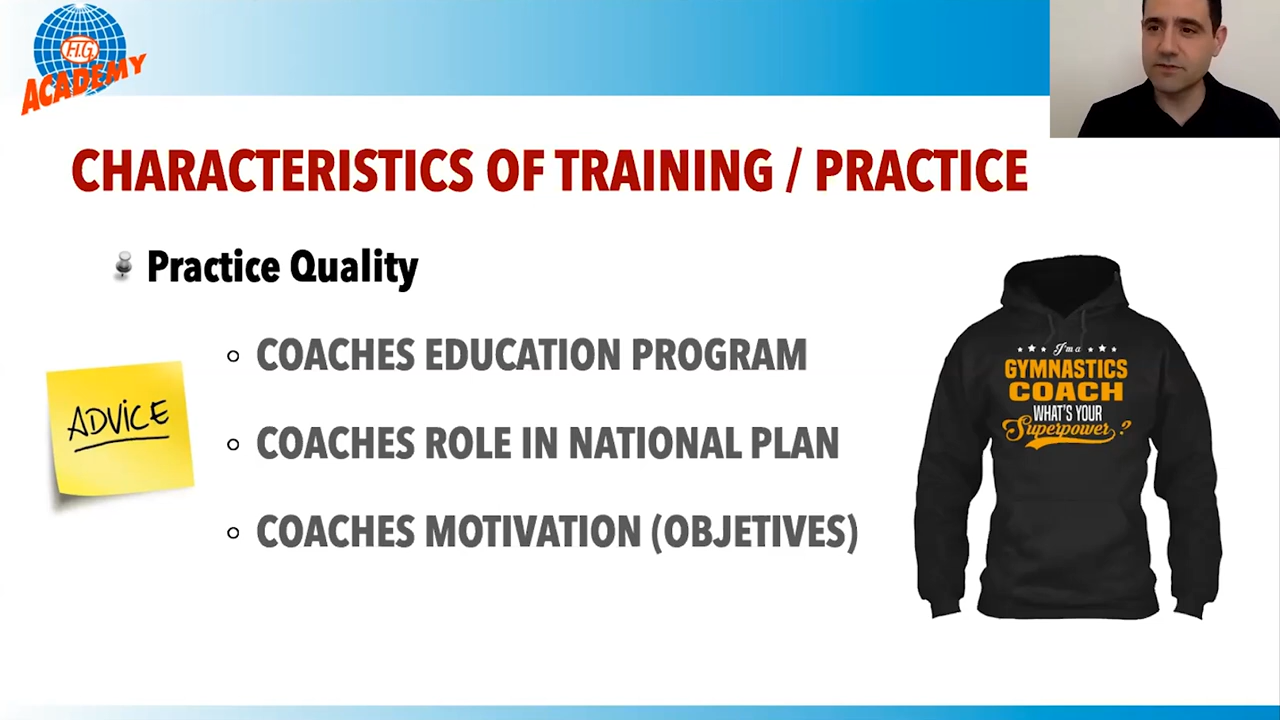 F.I.G.
ACADEMY
CHARACTERISTICS OF TRAINING / PRACTICE
Practice Quality
COACHES EDUCATION PROGRAM
COACHES ROLE IN NATIONAL PLAN
COACHES MOTIVATION (OBJETIVES)
ADVICE
I'm a
GYMNASTICS
COACH
WHAT'S YOUR
Superpower ?